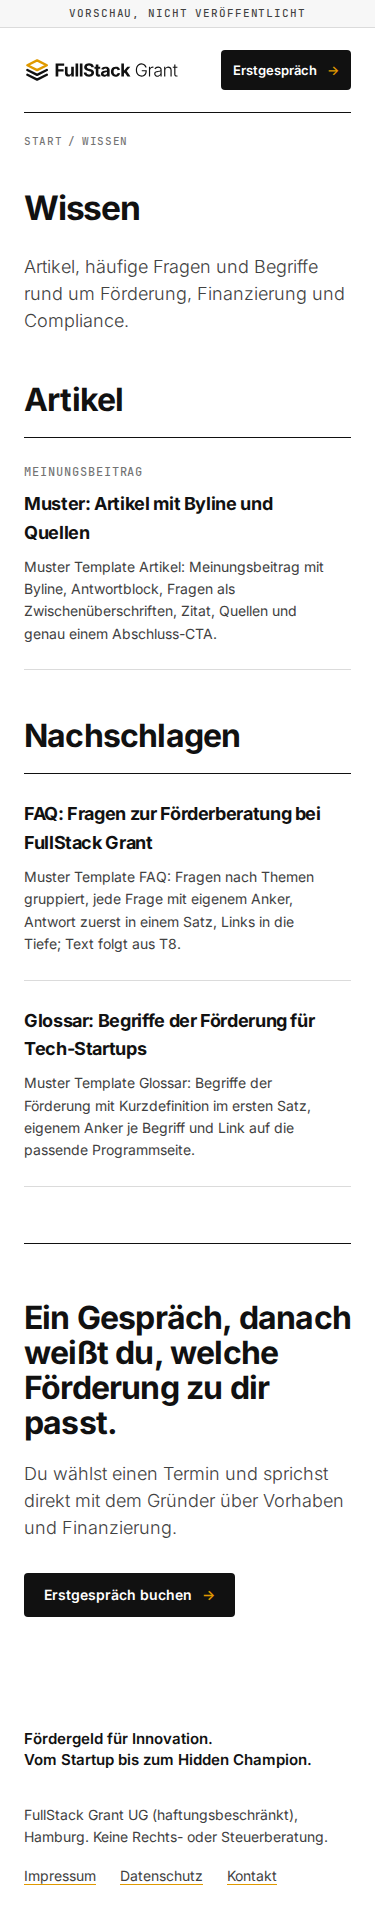 VORSCHAU, NICHT VERÖFFENTLICHT
FullStack Grant
Erstgespräch →
START / WISSEN
Wissen
Artikel, häufige Fragen und Begriffe
rund um Förderung, Finanzierung und
Compliance.
Artikel
MEINUNGSBEITRAG
Muster: Artikel mit Byline und
Quellen
Muster Template Artikel: Meinungsbeitrag mit
Byline, Antwortblock, Fragen als
Zwischenüberschriften, Zitat, Quellen und
genau einem Abschluss-CTA.
Nachschlagen
FAQ: Fragen zur Förderberatung bei
FullStack Grant
Muster Template FAQ: Fragen nach Themen
gruppiert, jede Frage mit eigenem Anker,
Antwort zuerst in einem Satz, Links in die
Tiefe; Text folgt aus T8.
Glossar: Begriffe der Förderung für
Tech-Startups
Muster Template Glossar: Begriffe der
Förderung mit Kurzdefinition im ersten Satz,
eigenem Anker je Begriff und Link auf die
passende Programmseite.
Ein Gespräch, danach
weißt du, welche
Förderung zu dir
passt.
Du wählst einen Termin und sprichst
direkt mit dem Gründer über Vorhaben
und Finanzierung.
Erstgespräch buchen →
Fördergeld für Innovation.
Vom Startup bis zum Hidden Champion.
FullStack Grant UG (haftungsbeschränkt),
Hamburg. Keine Rechts- oder Steuerberatung.
Impressum Datenschutz Kontakt